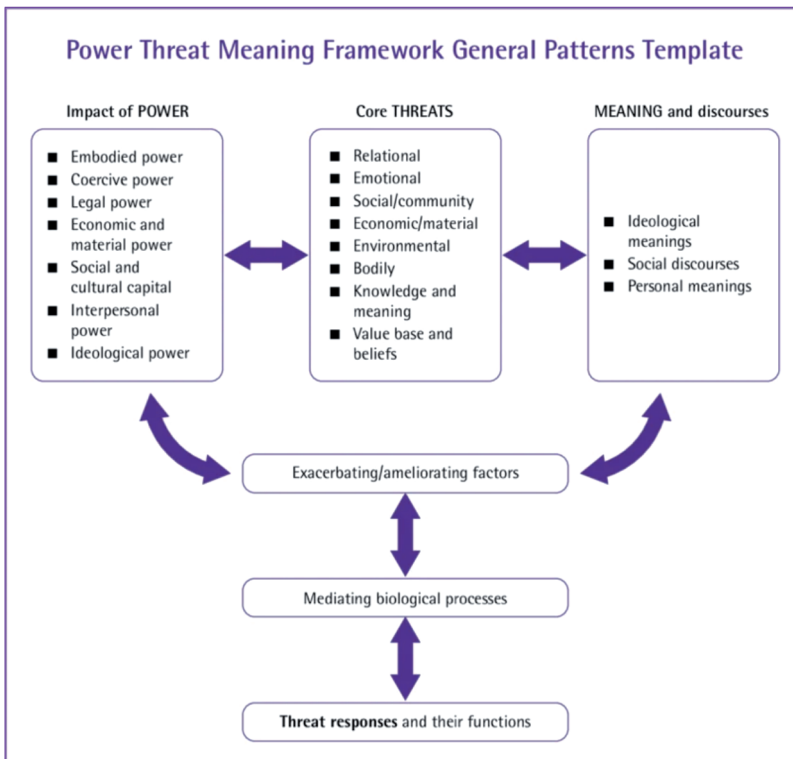 Power Threat Meaning Framework General Patterns Template
Impact of POWER
■ Embodied power
■ Coercive power
■ Legal power
■ Economic and
material power
■ Social and
cultural capital
■ Interpersonal
power
■ Ideological power
Core THREATS
■ Relational
■ Emotional
■ Social/community
■ Economic/material
■ Environmental
■ Bodily
■ Knowledge and
meaning
■ Value base and
beliefs
MEANING and discourses
■ Ideological
meanings
■ Social discourses
■ Personal meanings
Exacerbating/ameliorating factors
Mediating biological processes
Threat responses and their functions